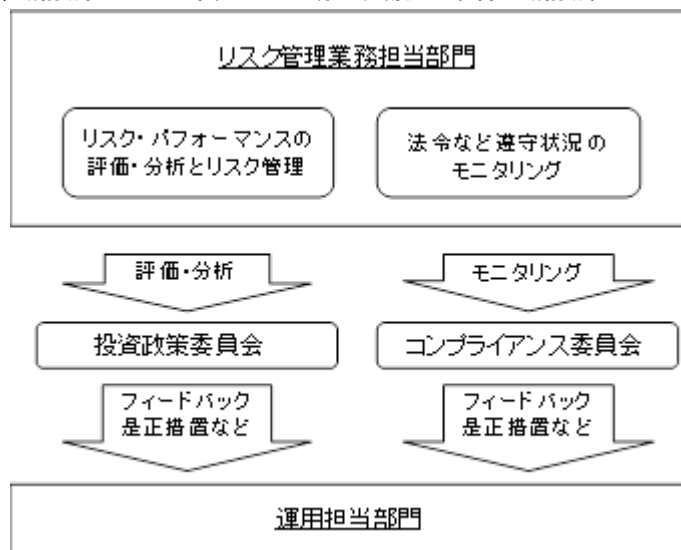 リスク管理業務担当部門
リスク・パフォーマンスの
評価・分析とリスク管理
法令など遵守状況の
モニタリング
評価・分析
モニタリング
投資政策委員会
コンプライアンス委員会
フィードバック
是正措置など
フィードバック
是正措置など
運用担当部門